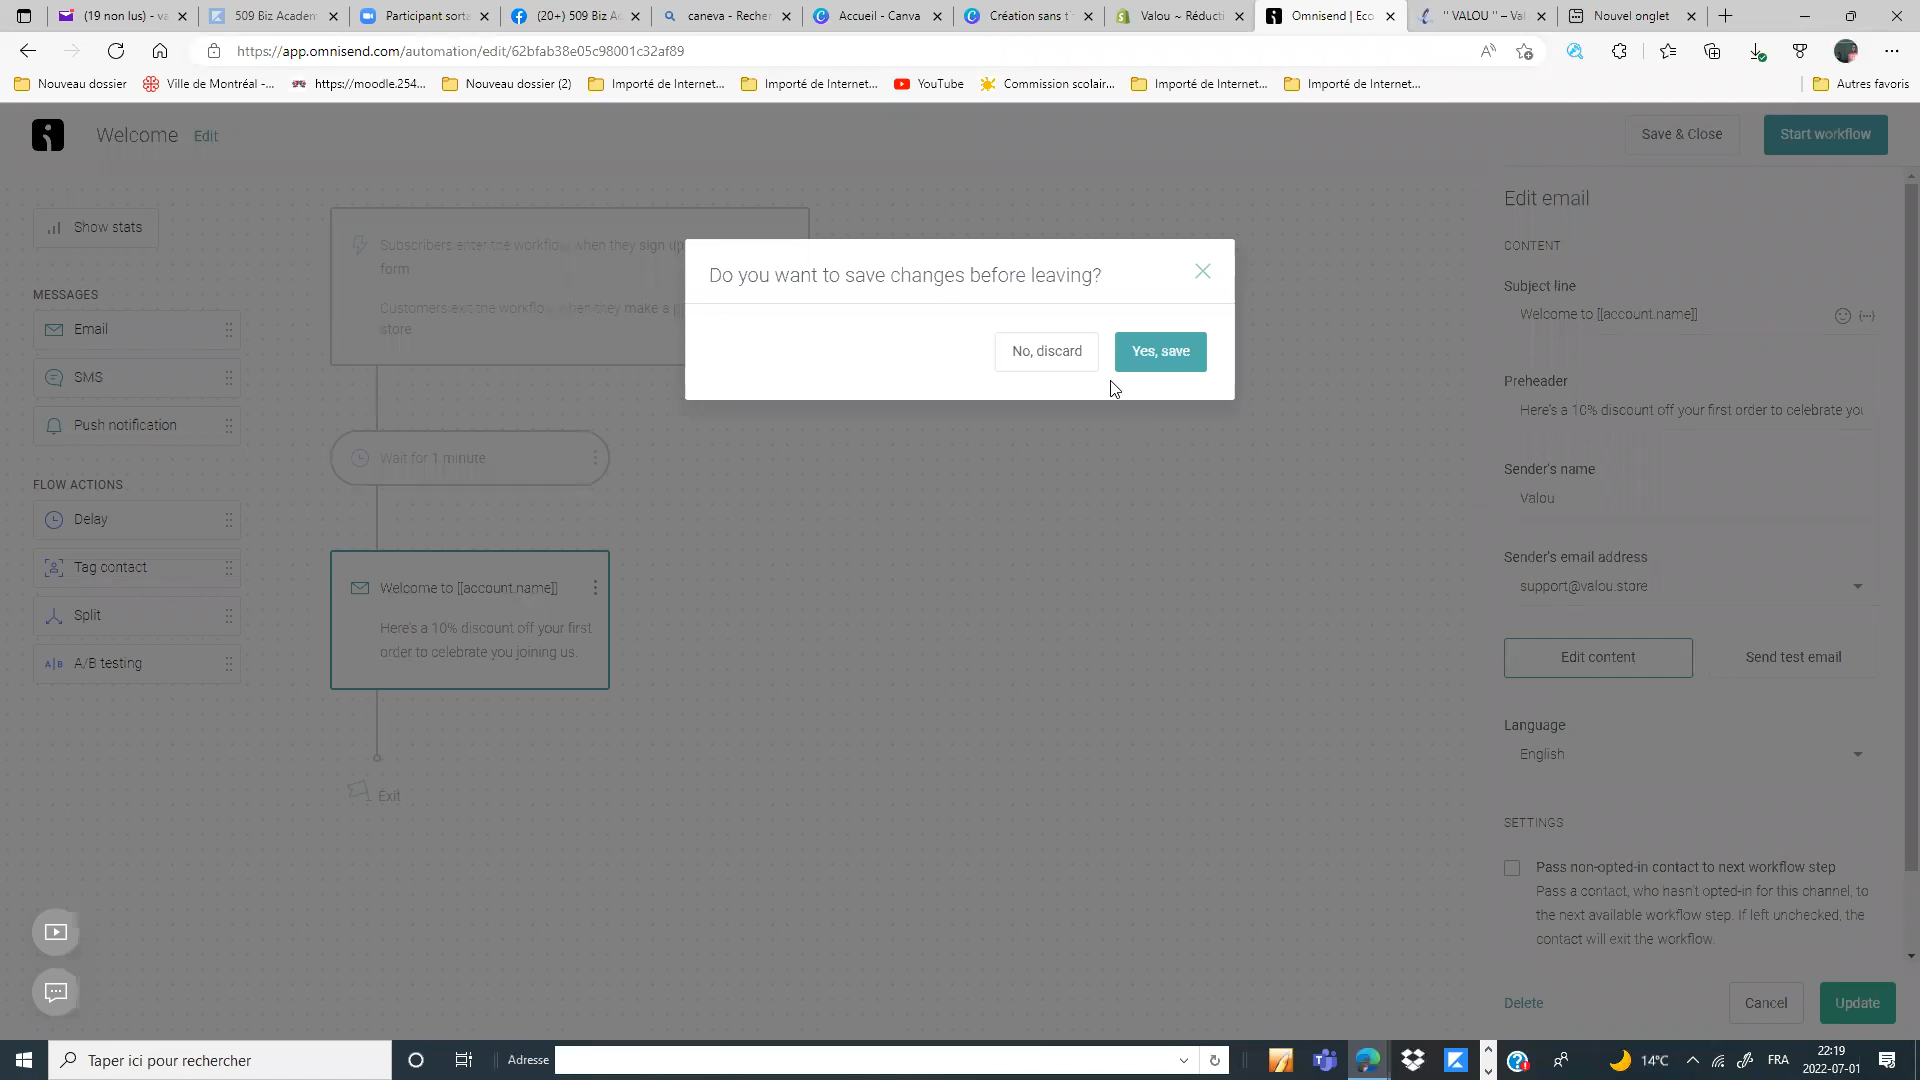 (19 non lus) - va
509 Biz Academ
Participant sorta
(20+) 509 Biz Ac
caneva - Recher
Accueil - Canva
Création sans t
Valou ~ Réducti
Omnisend | Eco
" VALOU " – Val
Nouvel onglet
https://app.omnisend.com/automation/edit/62bfab38e05c98001c32af89
Nouveau dossier
Ville de Montréal -...
https://moodle.254...
Nouveau dossier (2)
Importé de Internet...
Importé de Internet...
YouTube
Commission scolair...
Importé de Internet...
Importé de Internet...
Autres favoris
Welcome Edit
Save & Close
Start workflow
Show stats
MESSAGES
Email
SMS
Push notification
FLOW ACTIONS
Delay
Tag contact
Split
A/B testing
Subscribers enter the workflow when they sign up
form
Customers exit the workflow when they make a p
store
Do you want to save changes before leaving?
No, discard
Yes, save
Wait for 1 minute
Welcome to [[account.name]]
Here's a 10% discount off your first
order to celebrate you joining us.
Exit
Edit email
CONTENT
Subject line
Welcome to [[account.name]]
Preheader
Here's a 10% discount off your first order to celebrate you
Sender's name
Valou
Sender's email address
support@valou.store
Edit content
Send test email
Language
English
SETTINGS
Pass non-opted-in contact to next workflow step
Pass a contact, who hasn't opted-in for this channel, to
the next available workflow step. If left unchecked, the
contact will exit the workflow.
Delete
Cancel
Update
Taper ici pour rechercher
Adresse
14°C
FRA
22:19
2022-07-01